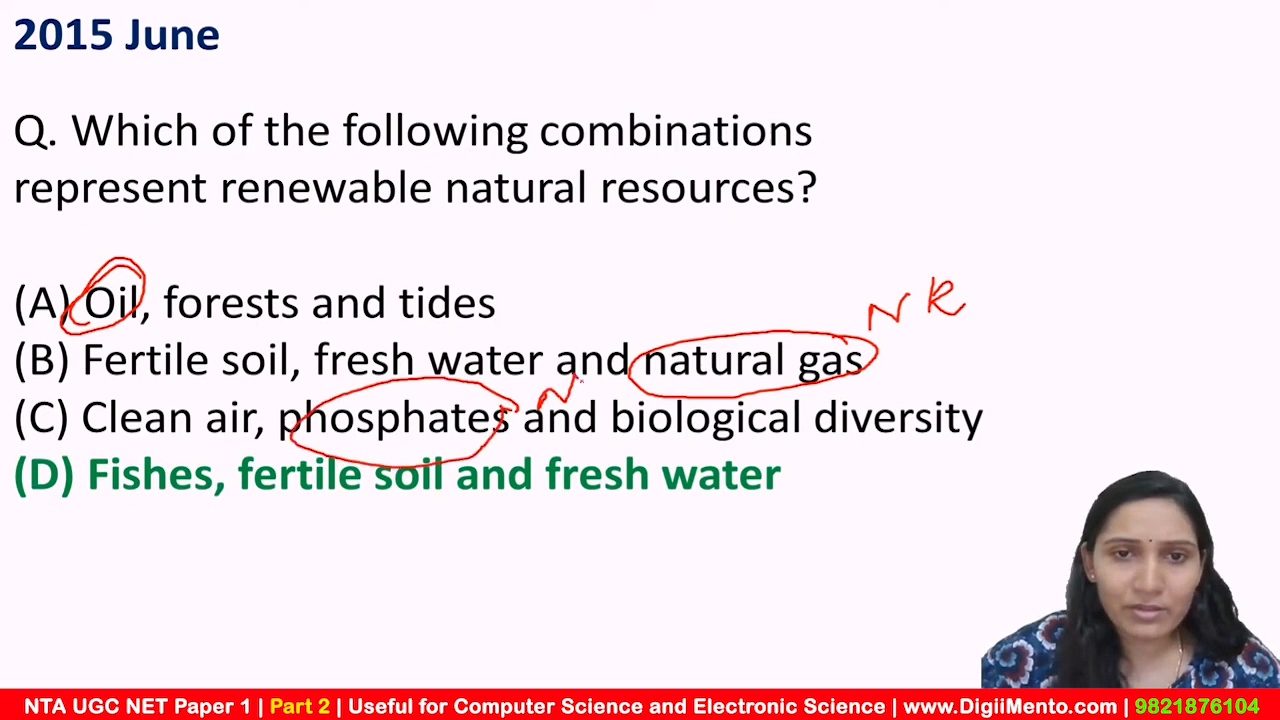 2015 June
Q. Which of the following combinations
represent renewable natural resources?
(A) Oil, forests and tides
N R
(B) Fertile soil, fresh water and natural gas
N
(C) Clean air, phosphates and biological diversity
(D) Fishes, fertile soil and fresh water
NTA UGC NET Paper 1 | Part 2 | Useful for Computer Science and Electronic Science | www.DigiiMento.com | 9821876104